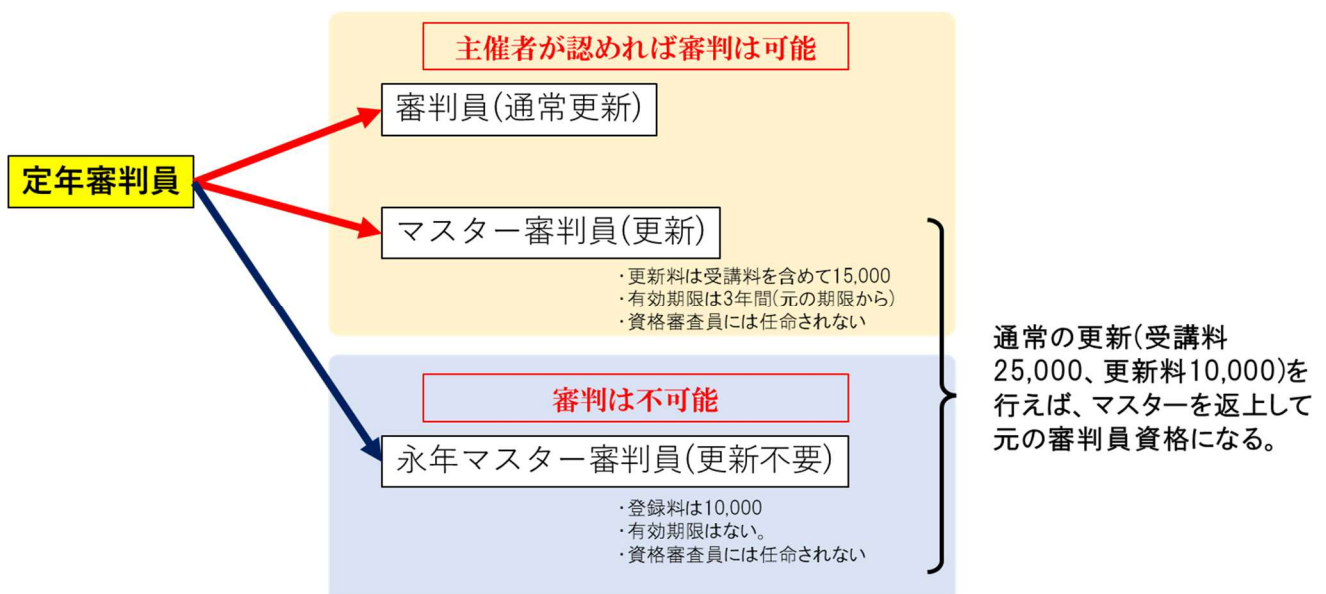 主催者が認めれば審判は可能
審判員(通常更新)
定年審判員
マスター審判員(更新)
・更新料は受講料を含めて15,000
・有効期限は3年間(元の期限から)
・資格審査員には任命されない
審判は不可能
永年マスター審判員(更新不要)
・登録料は10,000
・有効期限はない。
・資格審査員には任命されない
通常の更新(受講料
25,000、更新料10,000)を
行えば、マスターを返上して
元の審判員資格になる。